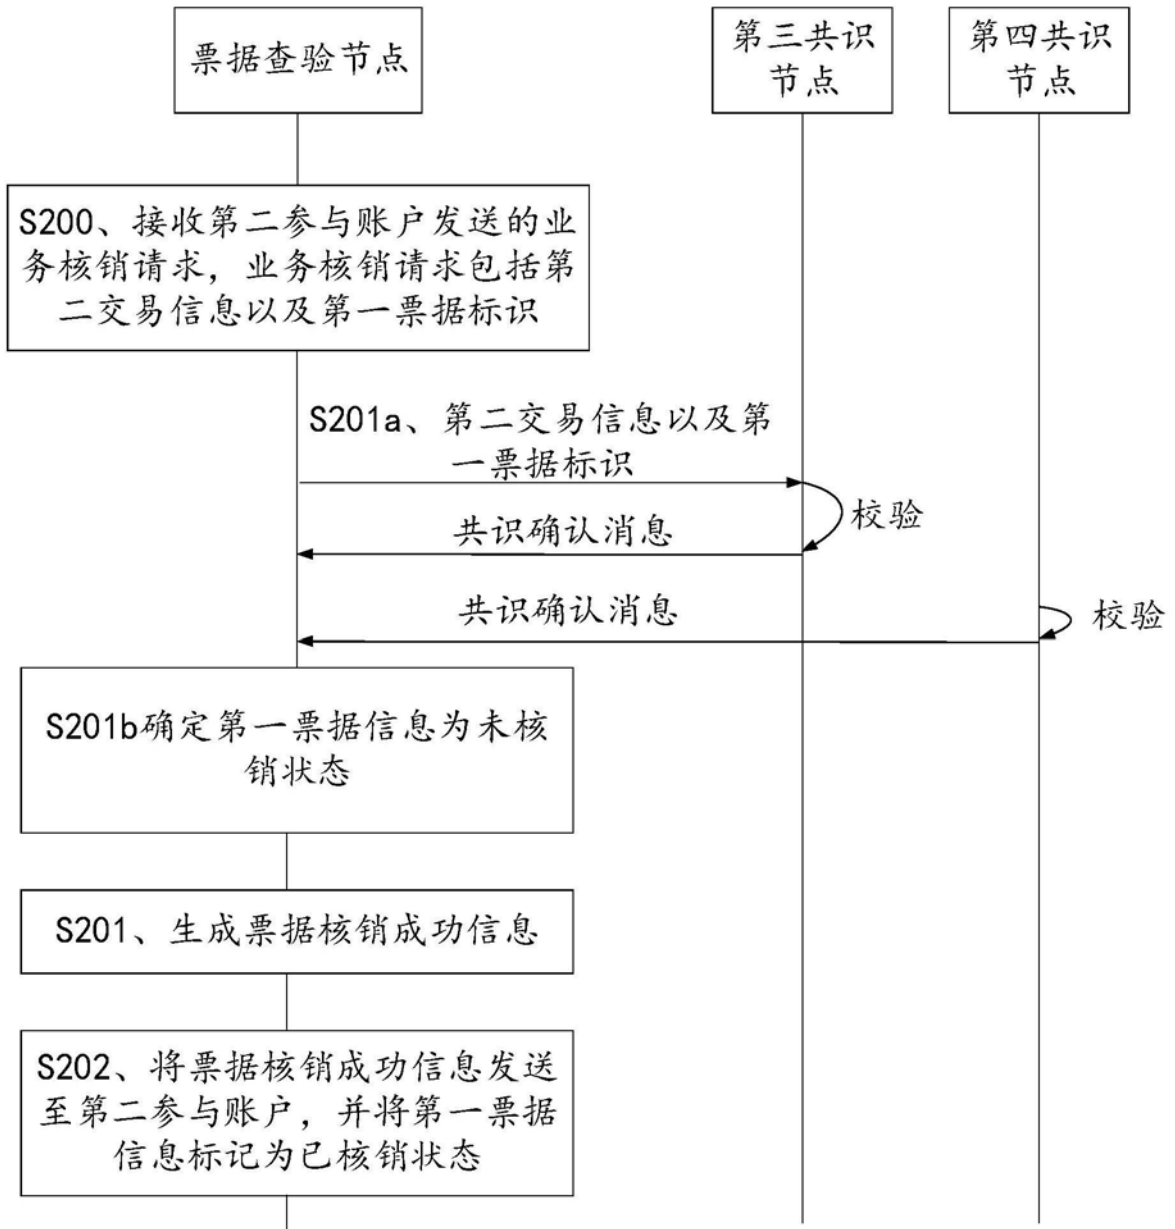 票据查验节点
第三共识
节点
第四共识
节点
S200、接收第二参与账户发送的业
务核销请求，业务核销请求包括第
二交易信息以及第一票据标识
S201a、第二交易信息以及第
一票据标识
校验
共识确认消息
共识确认消息
校验
S201b确定第一票据信息为未核
销状态
S201、生成票据核销成功信息
S202、将票据核销成功信息发送
至第二参与账户，并将第一票据
信息标记为已核销状态